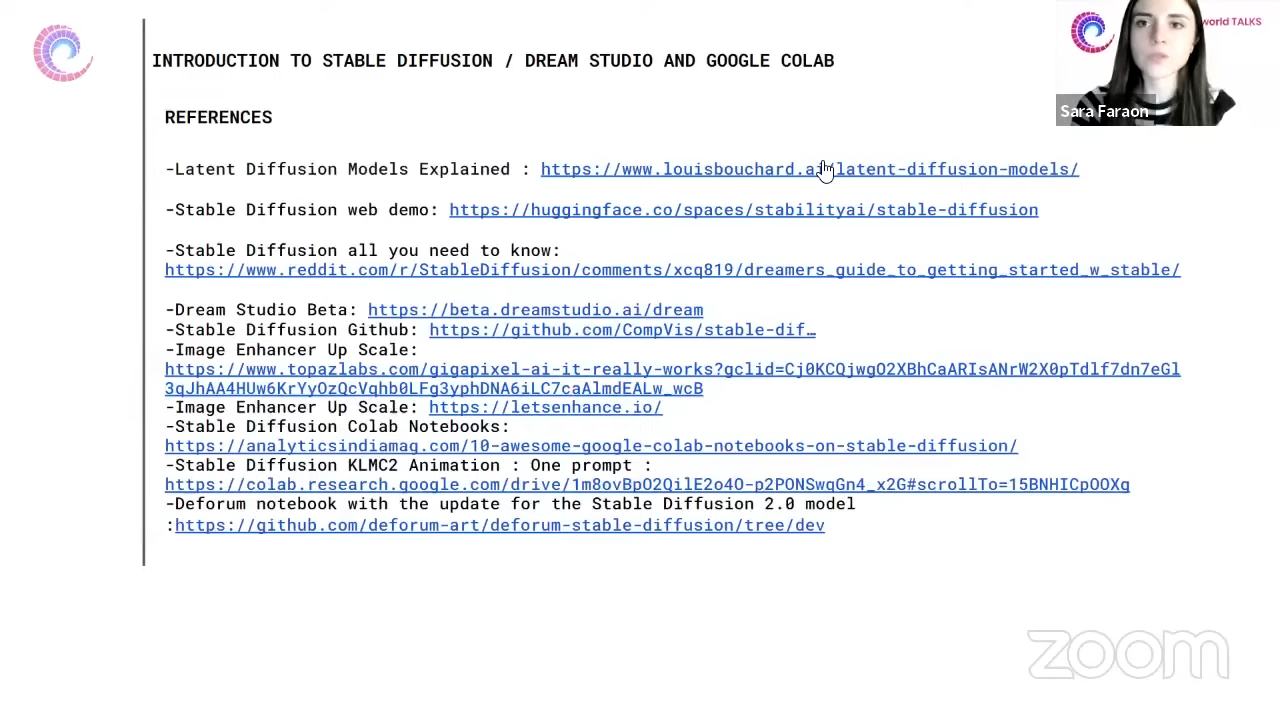 world TALKS
INTRODUCTION TO STABLE DIFFUSION / DREAM STUDIO AND GOOGLE COLAB
Sara Faraon
REFERENCES
-Latent Diffusion Models Explained : https://www.louisbouchard.ai/latent-diffusion-models/
-Stable Diffusion web demo: https://huggingface.co/spaces/stabilityai/stable-diffusion
-Stable Diffusion all you need to know:
https://www.reddit.com/r/StableDiffusion/comments/xcq819/dreamers_guide_to_getting_started_w_stable/
-Dream Studio Beta: https://beta.dreamstudio.ai/dream
-Stable Diffusion Github: https://github.com/CompVis/stable-dif…
-Image Enhancer Up Scale:
https://www.topazlabs.com/gigapixel-ai-it-really-works?gclid=Cj0KCQjwgO2XBhCaARIsANrW2X0pTdlf7dn7eGl
3qJhAA4HUw6KrYyOzQcVqhb0LFg3yphDNA6iLC7caAlmdEALw_wcB
-Image Enhancer Up Scale: https://letsenhance.io/
-Stable Diffusion Colab Notebooks:
https://analyticsindiamag.com/10-awesome-google-colab-notebooks-on-stable-diffusion/
-Stable Diffusion KLMC2 Animation : One prompt :
https://colab.research.google.com/drive/1m8ovBpO2QilE2o4O-p2PONSwqGn4_x2G#scrollTo=15BNHICpOOXq
-Deforum notebook with the update for the Stable Diffusion 2.0 model
:https://github.com/deforum-art/deforum-stable-diffusion/tree/dev
zoom